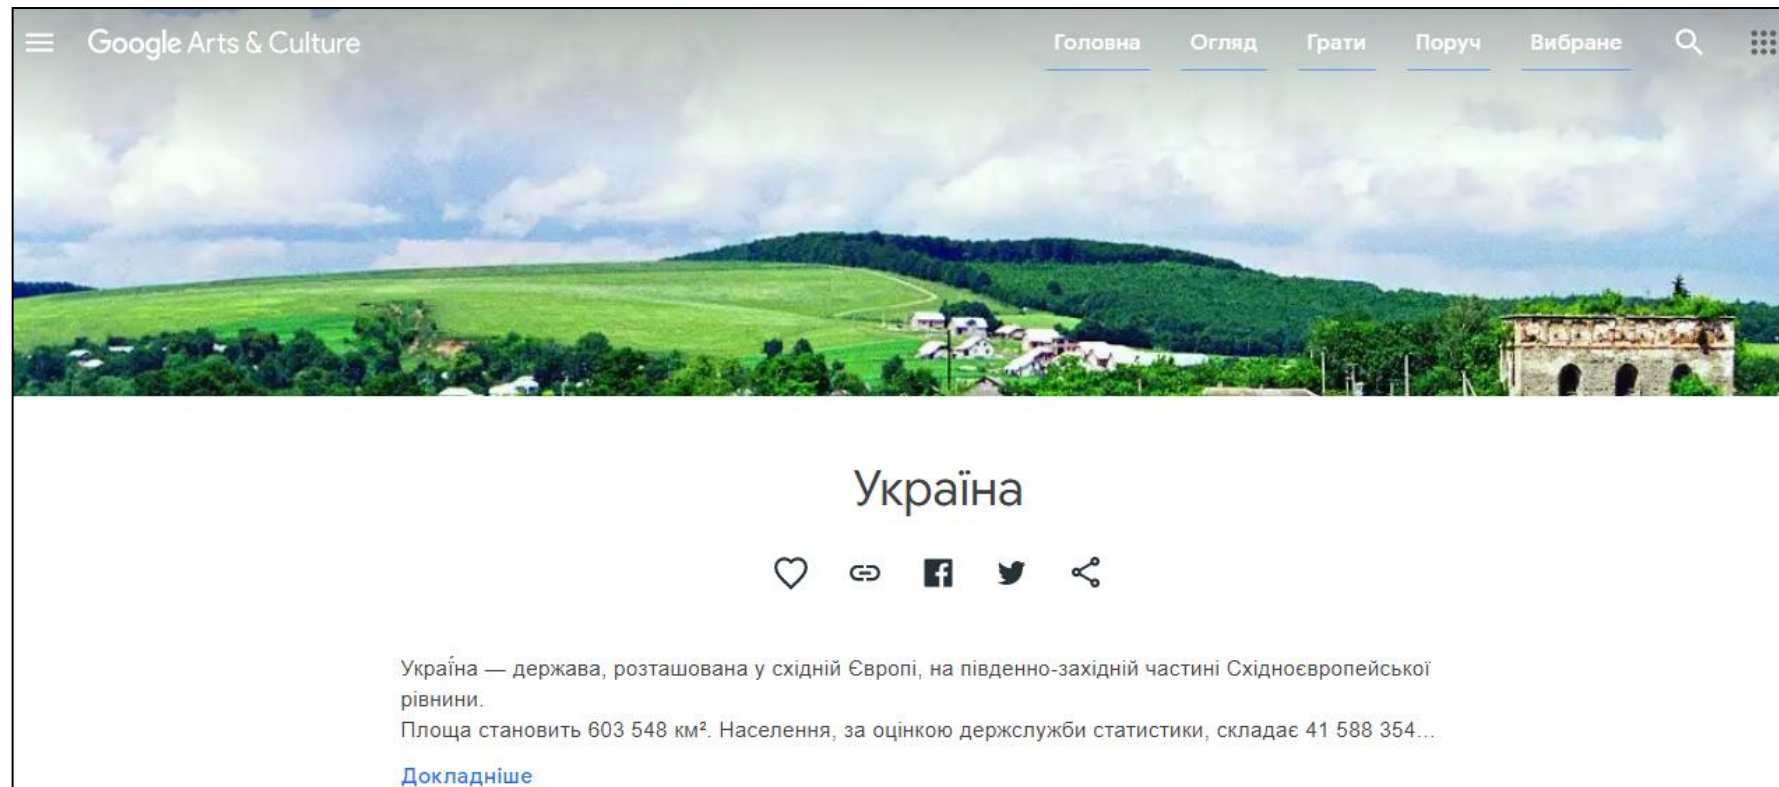 Google Arts & Culture
Головна Огляд Грати Поруч Вибране
Україна
Украї́на — держава, розташована у східній Європі, на південно-західній частині Східноєвропейської
рівнини.
Площа становить 603 548 км². Населення, за оцінкою держслужби статистики, складає 41 588 354...
Докладніше